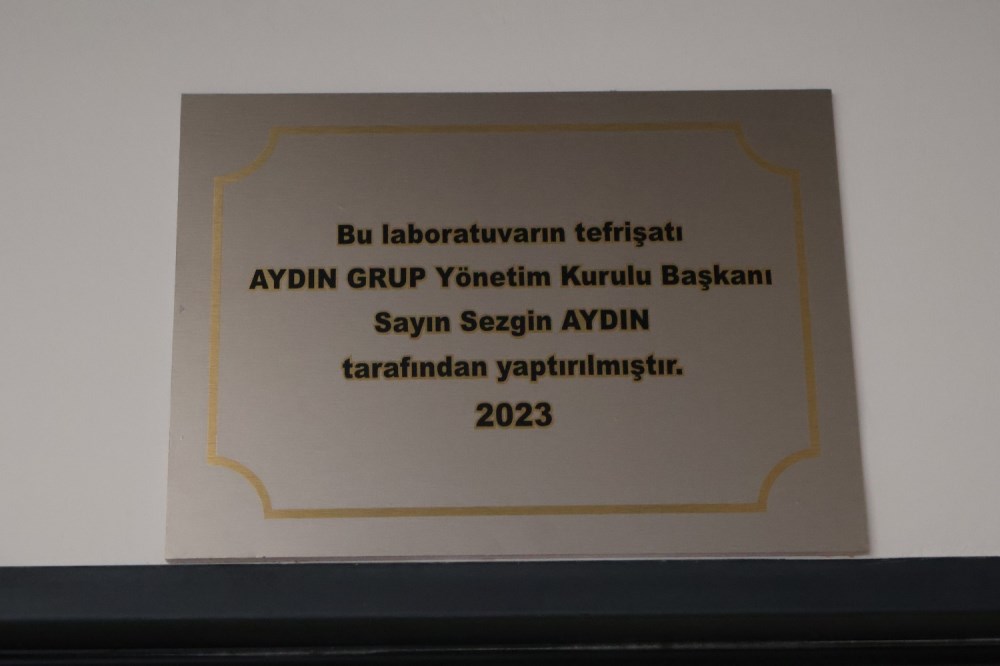 Bu laboratuvarın tefrişatı
AYDIN GRUP Yönetim Kurulu Başkanı
Sayın Sezgin AYDIN
tarafından yaptırılmıştır.
2023